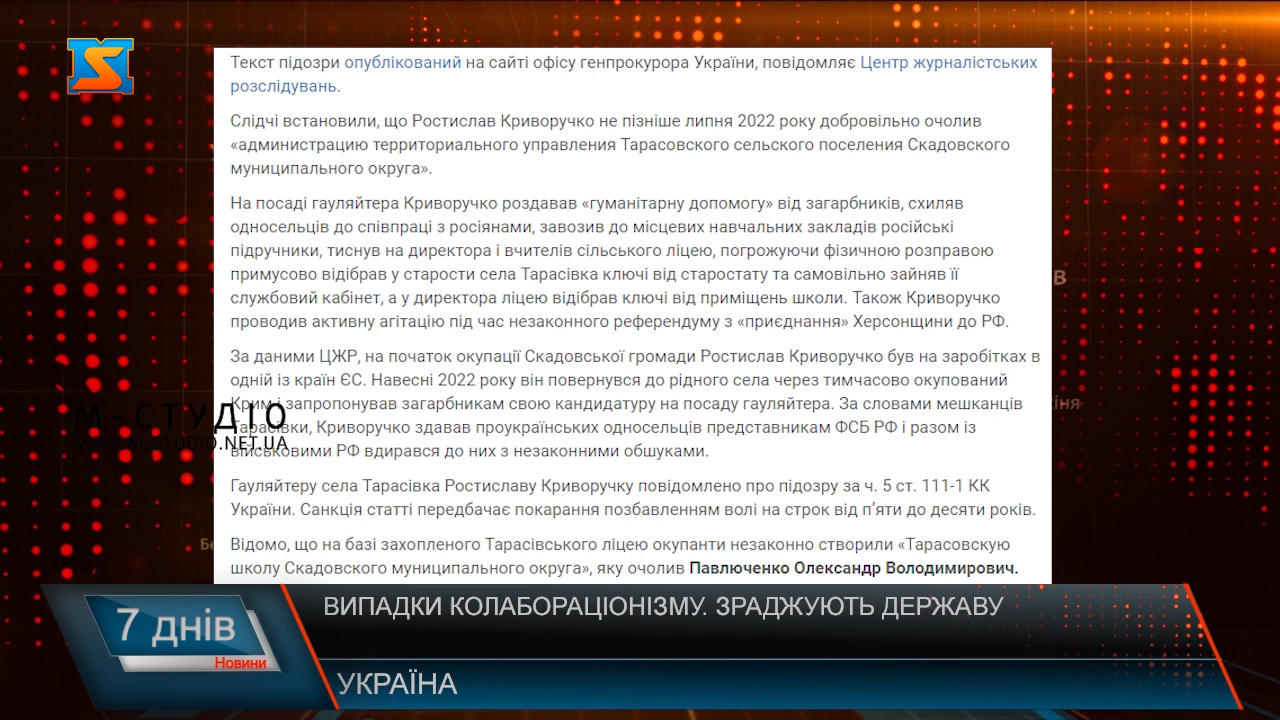 Текст підозри опублікований на сайті офісу генпрокурора України, повідомляє Центр журналістських
розслідувань.
Слідчі встановили, що Ростислав Криворучко не пізніше липня 2022 року добровільно очолив
«администрацию территориального управления Тарасовского сельского поселения Скадовского
муниципального округа».
На посаді гауляйтера Криворучко роздавав «гуманітарну допомогу» від загарбників, схиляв
односельців до співпраці з росіянами, завозив до місцевих навчальних закладів російські
підручники, тиснув на директора і вчителів сільського ліцею, погрожуючи фізичною розправою
примусово відібрав у старости села Тарасівка ключі від старостату та самовільно зайняв її
службовий кабінет, а у директора ліцею відібрав ключі від приміщень школи. Також Криворучко
проводив активну агітацію під час незаконного референдуму з «приєднання» Херсонщини до РФ.
За даними ЦЖР, на початок окупації Скадовської громади Ростислав Криворучко був на заробітках в
одній із країн ЄС. Навесні 2022 року він повернувся до рідного села через тимчасово окупований
Крим і запропонував загарбникам свою кандидатуру на посаду гауляйтера. За словами мешканців
Тарасівки, Криворучко здавав проукраїнських односельців представникам ФСБ РФ і разом із
військовими РФ вдирався до них з незаконними обшуками.
М-СТУДІО
WWW.M-STUDIO.NET.UA
Гауляйтеру села Тарасівка Ростиславу Криворучку повідомлено про підозру за ч. 5 ст. 111-1 КК
України. Санкція статті передбачає покарання позбавленням волі на строк від п’яти до десяти років.
Відомо, що на базі захопленого Тарасівського ліцею окупанти незаконно створили «Тарасовскую
школу Скадовского муниципального округа», яку очолив Павлюченко Олександр Володимирович.
7 днів
Новини
ВИПАДКИ КОЛАБОРАЦІОНІЗМУ. ЗРАДЖУЮТЬ ДЕРЖАВУ
УКРАЇНА